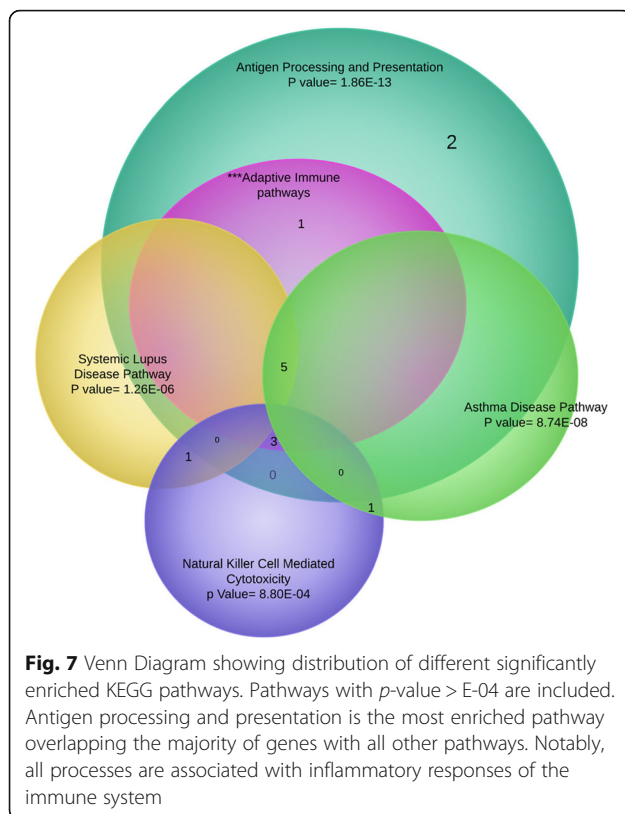 Antigen Processing and Presentation
P value= 1.86E-13
2
***Adaptive Immune
pathways
1
Systemic Lupus
Disease Pathway
P value= 1.26E-06
5
Asthma Disease Pathway
P value= 8.74E-08
0
3
1
0
0
1
Natural Killer Cell Mediated
Cytotoxicity
p Value= 8.80E-04
Fig. 7 Venn Diagram showing distribution of different significantly
enriched KEGG pathways. Pathways with p-value > E-04 are included.
Antigen processing and presentation is the most enriched pathway
overlapping the majority of genes with all other pathways. Notably,
all processes are associated with inflammatory responses of the
immune system